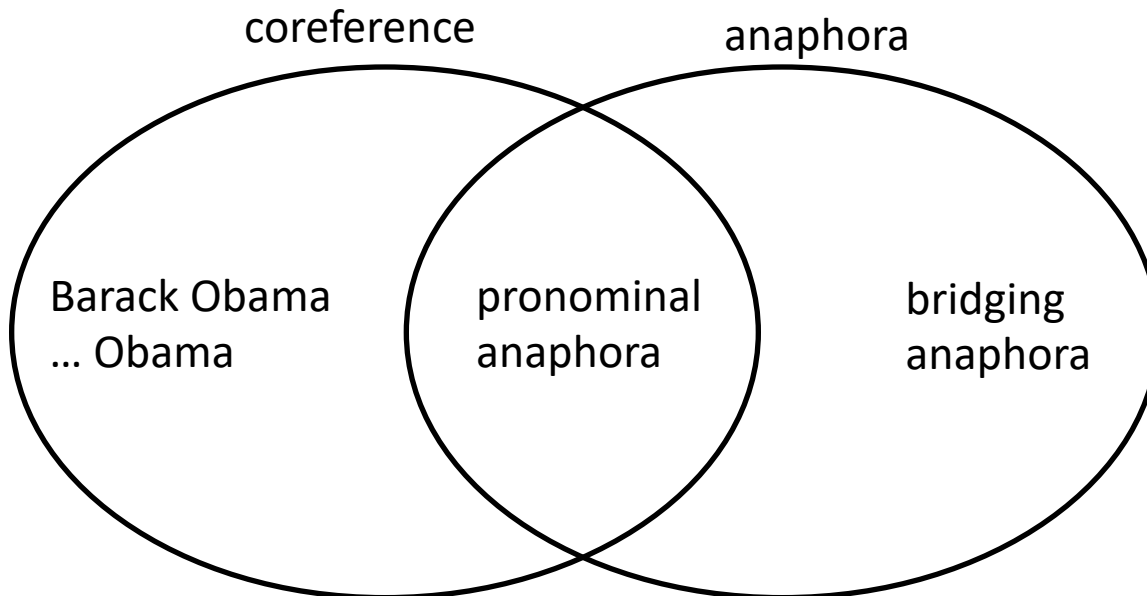 coreference
anaphora
Barack Obama
... Obama
pronominal
anaphora
bridging
anaphora